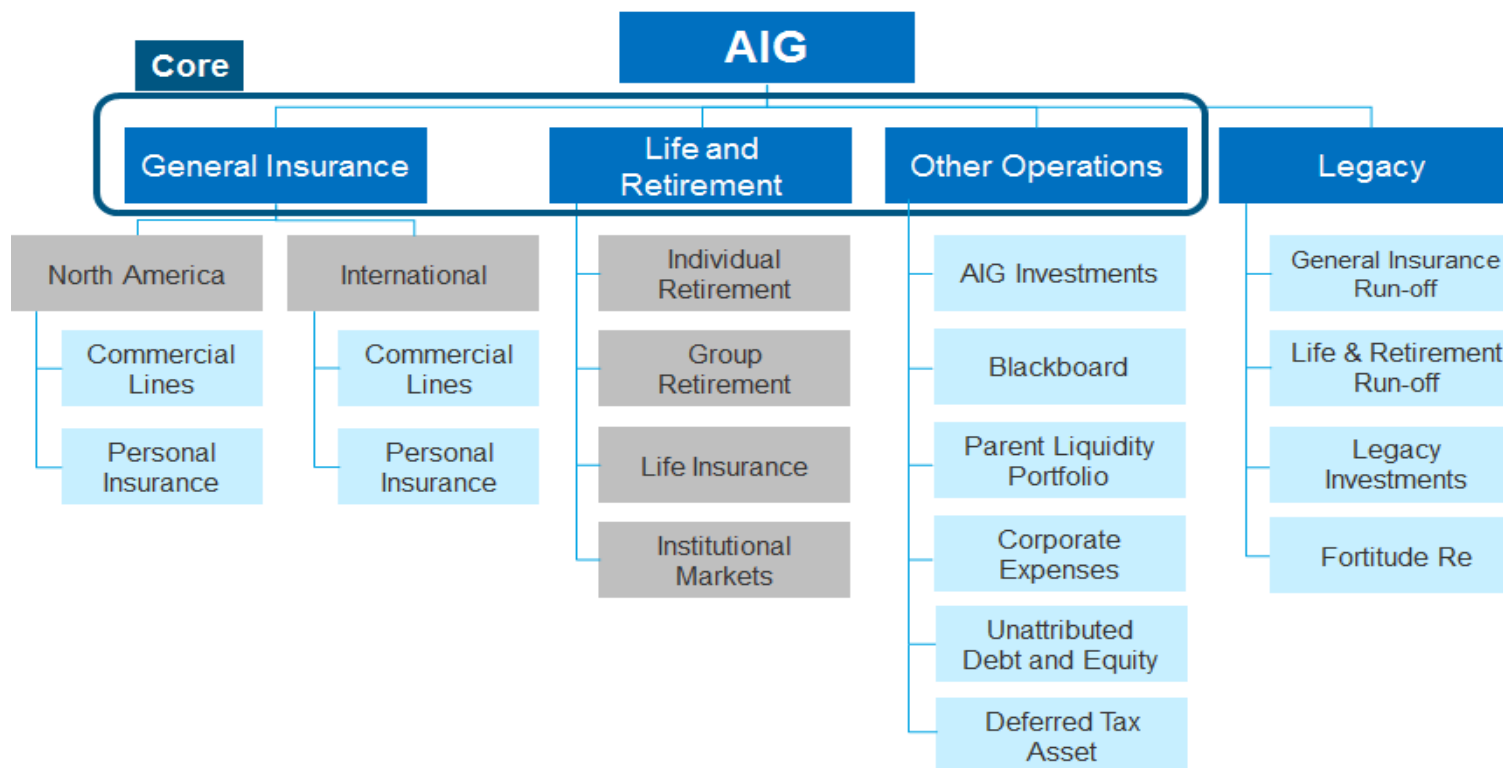 AIG
Core
General Insurance
Life and
Retirement
Other Operations
Legacy
North America
International
Commercial
Lines
Personal
Insurance
Commercial
Lines
Personal
Insurance
Individual
Retirement
Group
Retirement
Life Insurance
Institutional
Markets
AIG Investments
Blackboard
Parent Liquidity
Portfolio
Corporate
Expenses
Unattributed
Debt and Equity
Deferred Tax
Asset
General Insurance
Run-off
Life & Retirement
Run-off
Legacy
Investments
Fortitude Re